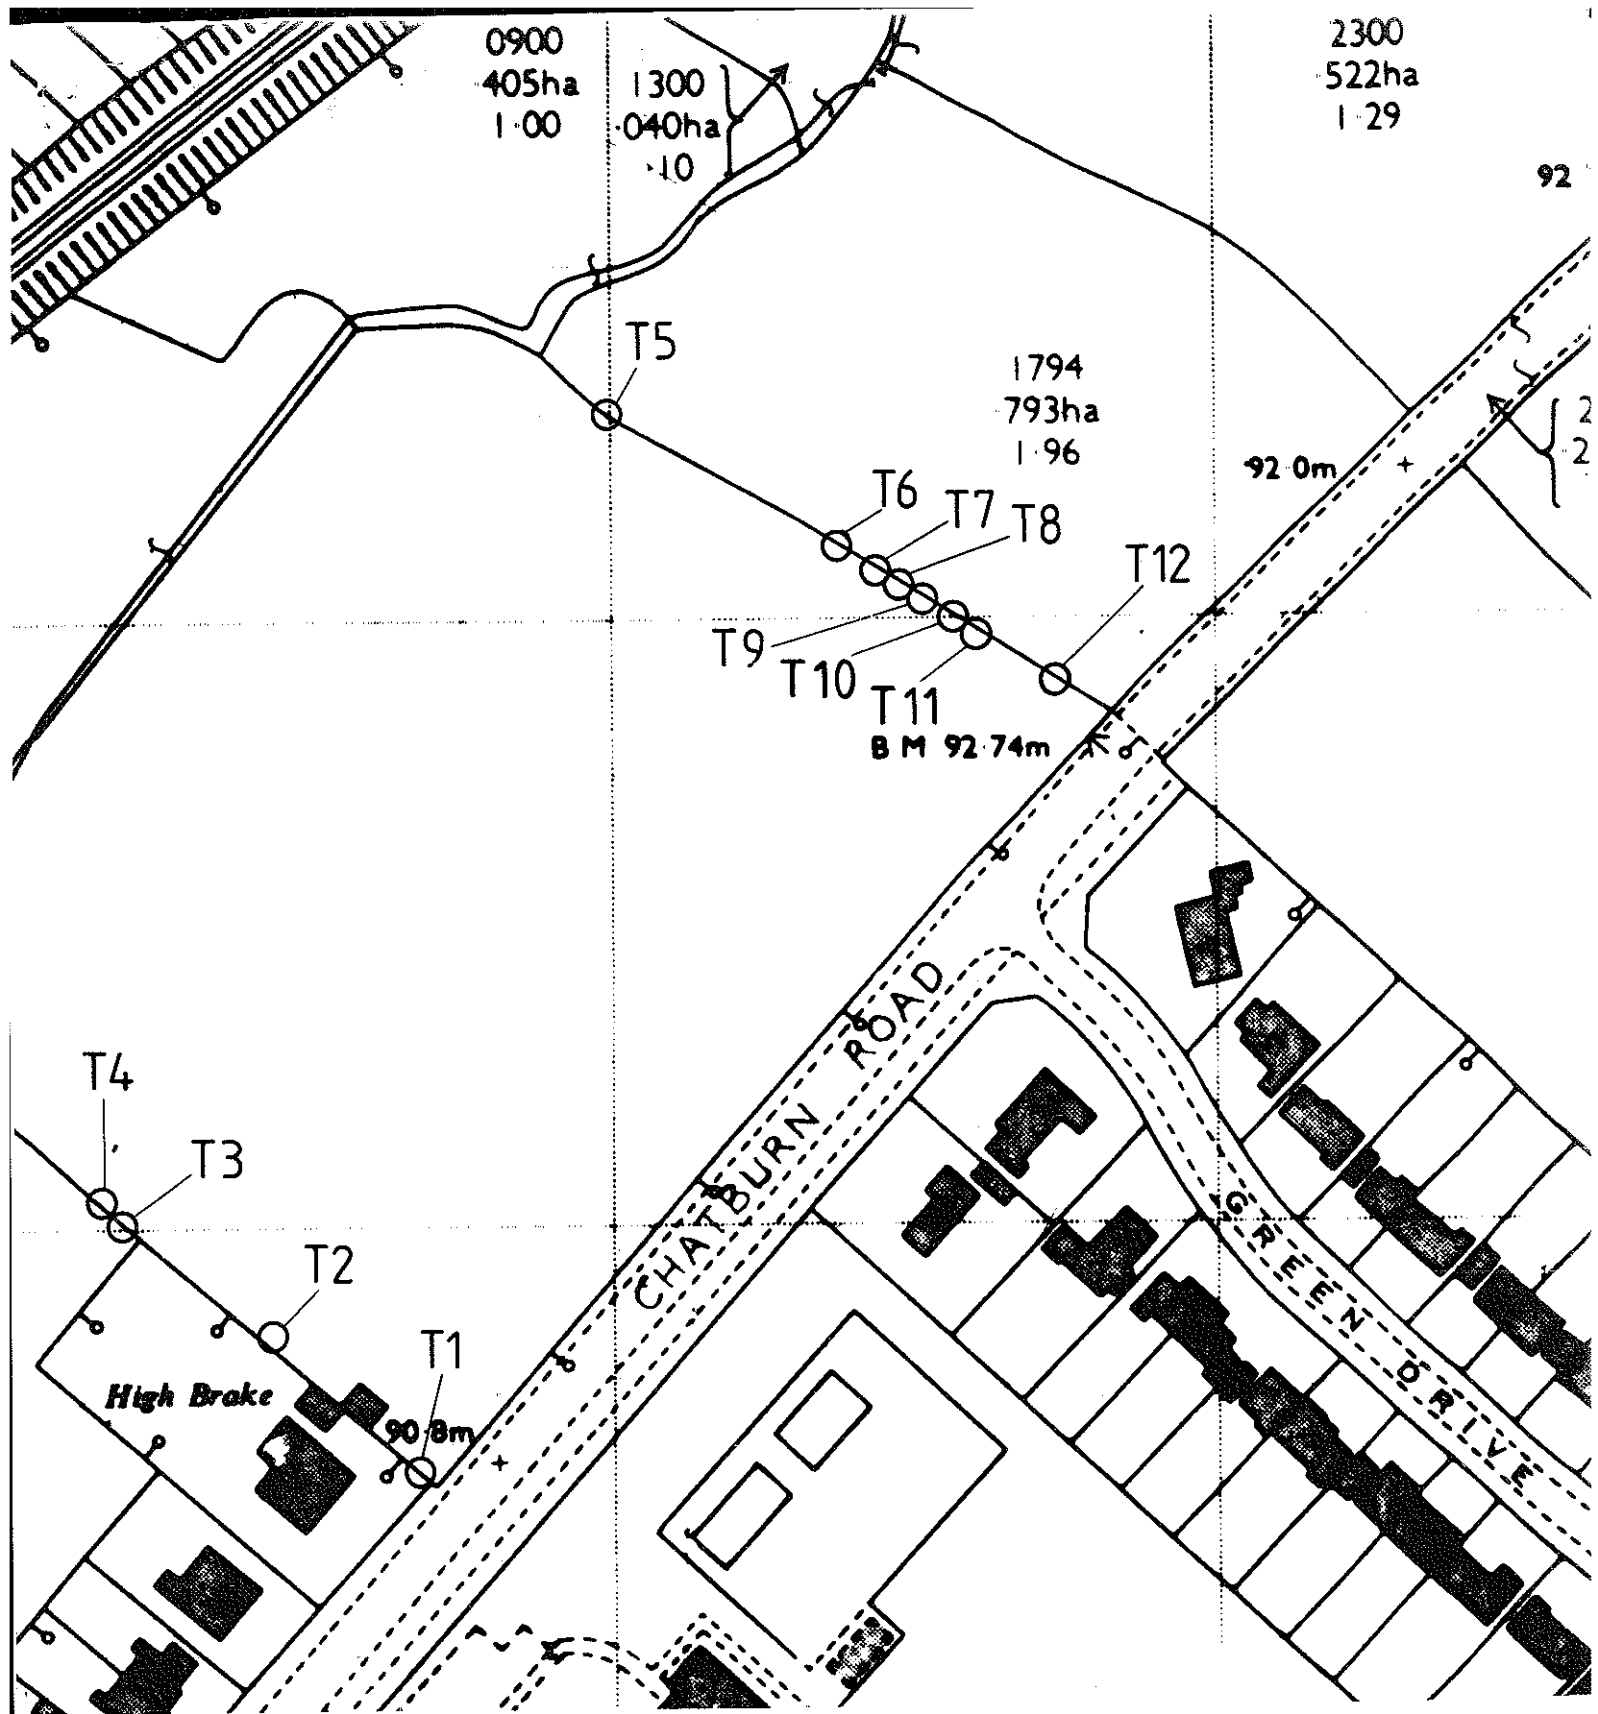 0900
405ha
1·00
1300
·040ha
·10
2300
522ha
1·29
92
T5
1794
793ha
1·96
2
2
92·0m
T6
T7
T8
T12
T9
T10
T11
B M 92·74m
CHATBURN ROAD
T4
T3
T2
T1
High Brake
90·8m
GREEN DRIVE